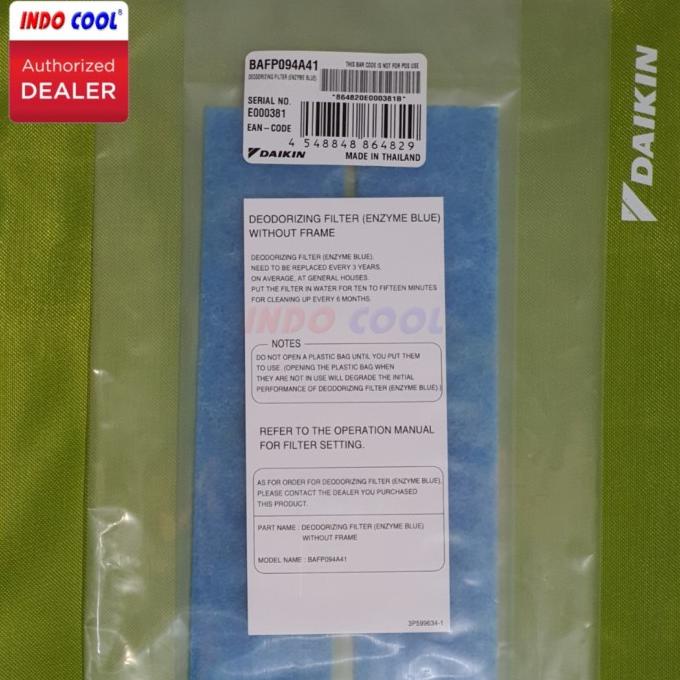 INDO COOL®
Authorized
DEALER
BAFP094A41
THIS BAR CODE IS NOT FOR POS USE
DEODORIZING FILTER (ENZYME BLUE)
*864820E000381B*
SERIAL NO.
E000381
EAN-CODE
4 548848 864829
DAIKIN
MADE IN THAILAND
DAIKIN
DEODORIZING FILTER (ENZYME BLUE)
WITHOUT FRAME
DEODORIZING FILTER (ENZYME BLUE).
NEED TO BE REPLACED EVERY 3 YEARS.
ON AVERAGE, AT GENERAL HOUSES.
PUT THE FILTER IN WATER FOR TEN TO FIFTEEN MINUTES
FOR CLEANING UP EVERY 6 MONTHS.
INDO COOL
NOTES
DO NOT OPEN A PLASTIC BAG UNTIL YOU PUT THEM
TO USE. (OPENING THE PLASTIC BAG WHEN
THEY ARE NOT IN USE WILL DEGRADE THE INITIAL
PERFORMANCE OF DEODORIZING FILTER (ENZYME BLUE).)
REFER TO THE OPERATION MANUAL
FOR FILTER SETTING.
AS FOR ORDER FOR DEODORIZING FILTER (ENZYME BLUE),
PLEASE CONTACT THE DEALER YOU PURCHASED
THIS PRODUCT.
PART NAME : DEODORIZING FILTER (ENZYME BLUE)
WITHOUT FRAME
MODEL NAME : BAFP094A41
3P599634-1